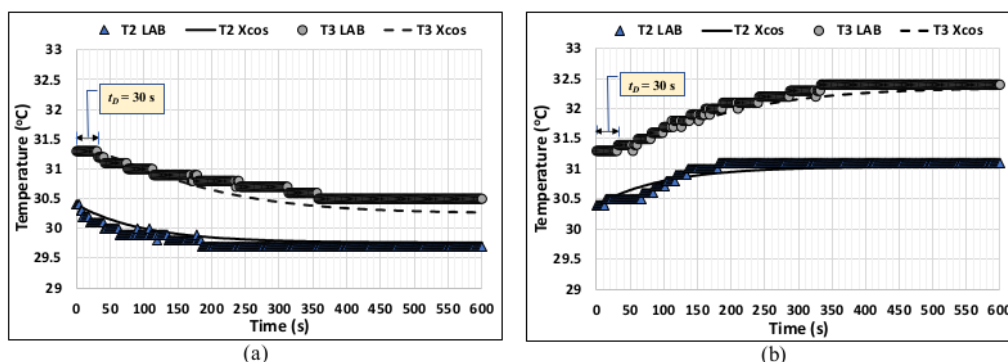 T2 LAB T2 Xcos T3 LAB T3 Xcos
33
32.5
32
31.5
31
30.5
30
29.5
29
Temperature (°C)
t_D = 30 s
0 50 100 150 200 250 300 350 400 450 500 550 600
Time (s)
(a)
T2 LAB T2 Xcos T3 LAB T3 Xcos
33
32.5
32
31.5
31
30.5
30
29.5
29
Temperature (°C)
t_D = 30 s
0 50 100 150 200 250 300 350 400 450 500 550 600
Time (s)
(b)